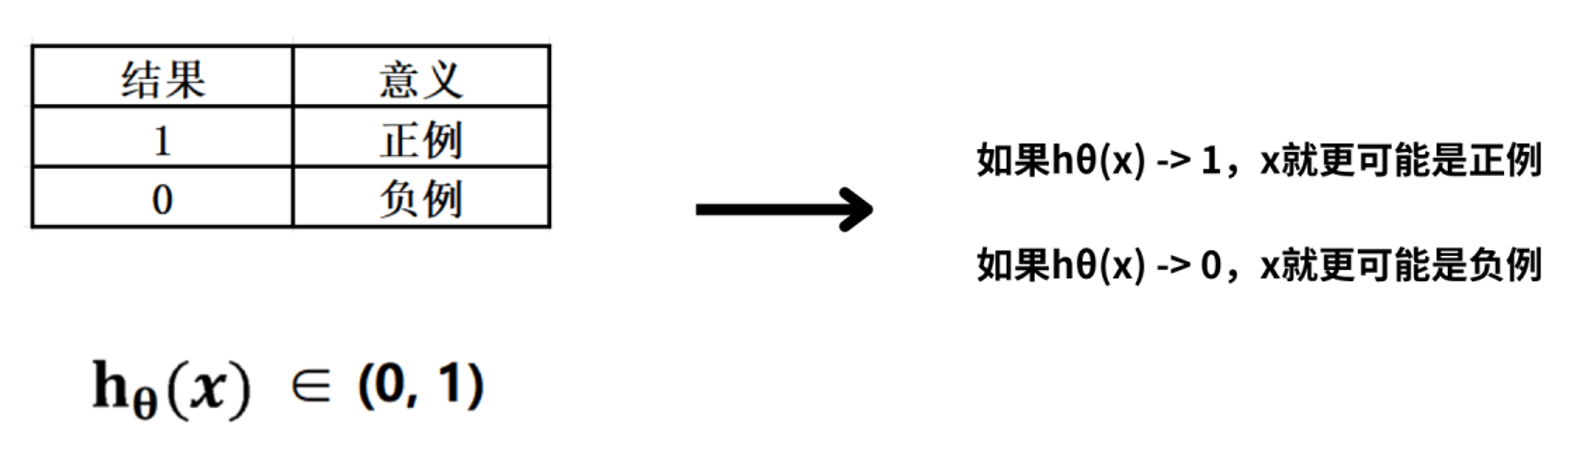 结果 意义
1 正例
0 负例
hθ(x) ∈ (0, 1)
如果hθ(x) -> 1，x就更可能是正例
如果hθ(x) -> 0，x就更可能是负例